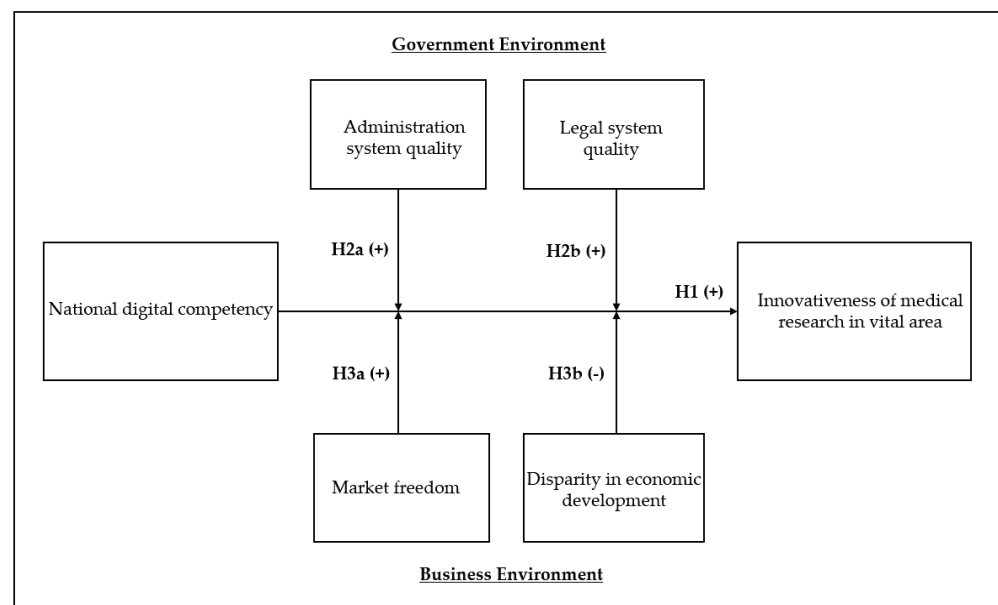 Government Environment
Administration
system quality
Legal system
quality
H2a (+)
H2b (+)
H1 (+)
National digital competency
Innovativeness of medical
research in vital area
H3a (+)
H3b (-)
Market freedom
Disparity in economic
development
Business Environment